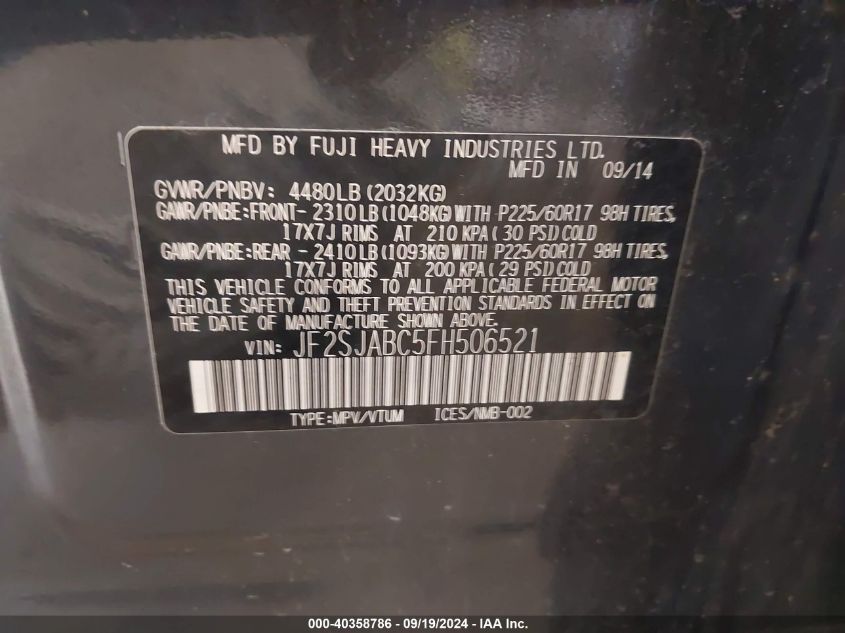 MFD BY FUJI HEAVY INDUSTRIES LTD.
MFD IN 09/14
GVWR/PNBV: 4480LB (2032KG)
GAWR/PNBE:FRONT- 2310LB (1048KG) WITH P225/60R17 98H TIRES,
17X7J RIMS AT 210 KPA ( 30 PSI) COLD
GAWR/PNBE:REAR - 2410LB (1093KG) WITH P225/60R17 98H TIRES,
17X7J RIMS AT 200 KPA ( 29 PSI) COLD
THIS VEHICLE CONFORMS TO ALL APPLICABLE FEDERAL MOTOR
VEHICLE SAFETY AND THEFT PREVENTION STANDARDS IN EFFECT ON
THE DATE OF MANUFACTURE SHOWN ABOVE.
VIN: JF2SJABC5FH506521
TYPE:MPV/VTUM ICES/NMB-002
000-40358786 - 09/19/2024 - IAA Inc.